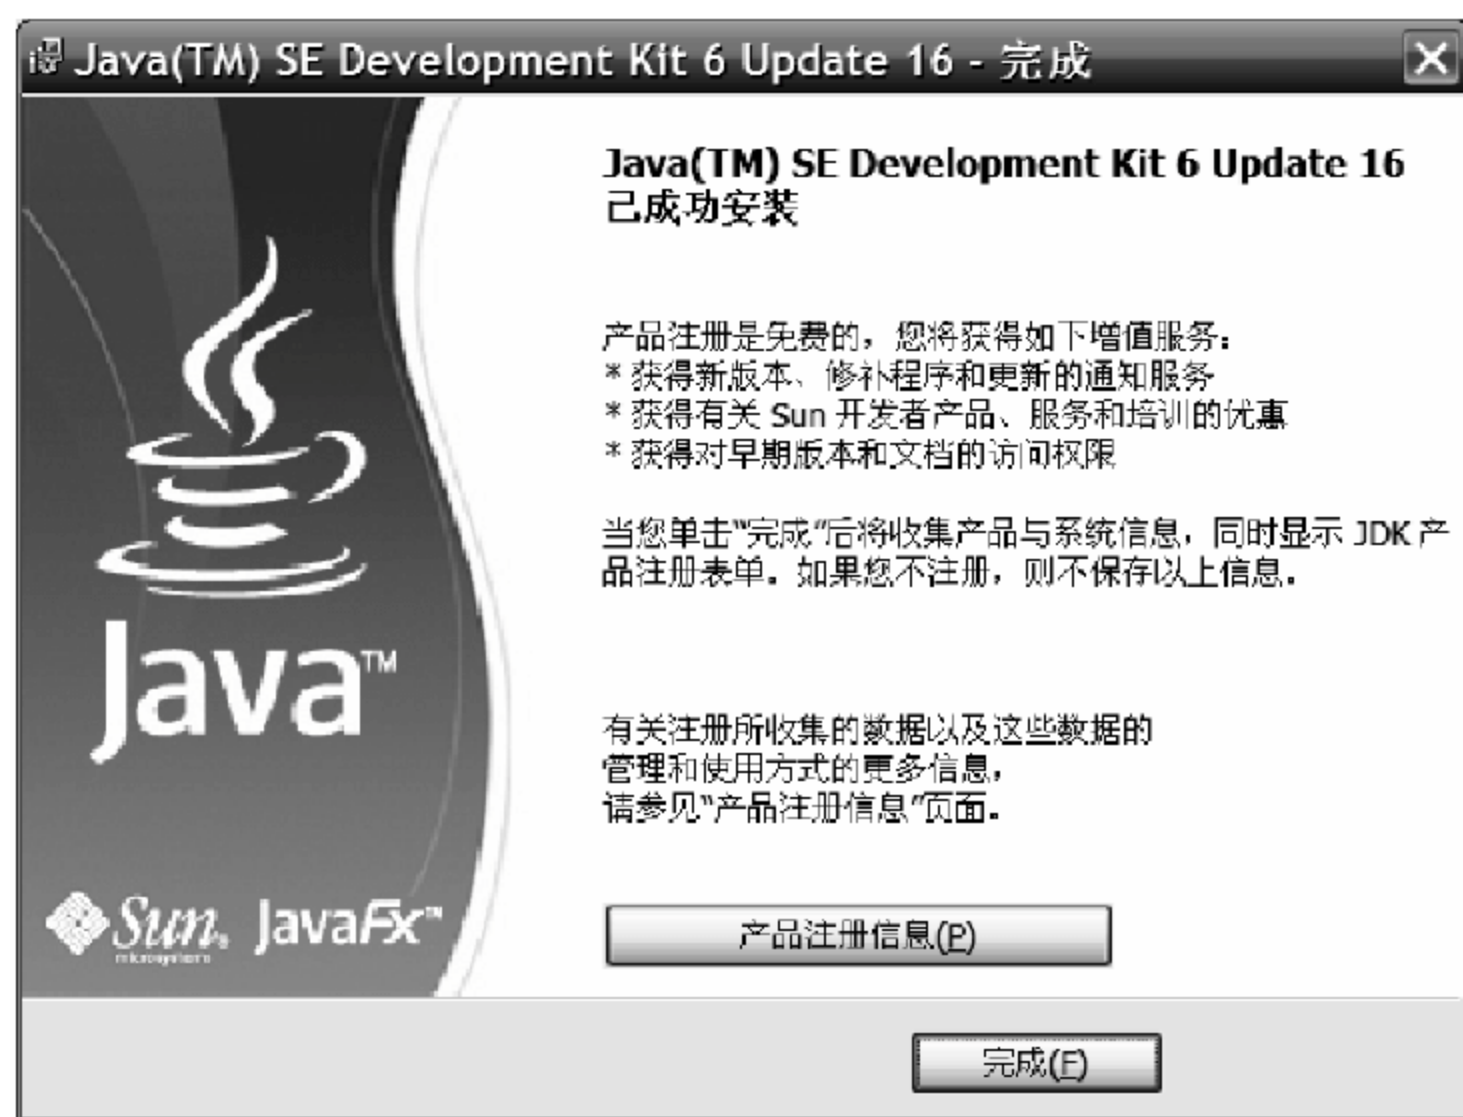 Java(TM) SE Development Kit 6 Update 16 - 完成
Java(TM) SE Development Kit 6 Update 16
已成功安装
产品注册是免费的，您将获得如下增值服务：
* 获得新版本、修补程序和更新的通知服务
* 获得有关 Sun 开发者产品、服务和培训的优惠
* 获得对早期版本和文档的访问权限
当您单击“完成”后将收集产品与系统信息，同时显示 JDK 产
品注册表单。如果您不注册，则不保存以上信息。
有关注册所收集的数据以及这些数据的
管理和使用方式的更多信息，
请参见“产品注册信息”页面。
Java™
Sun
microsystems
JavaFX™
产品注册信息(P)
完成(F)